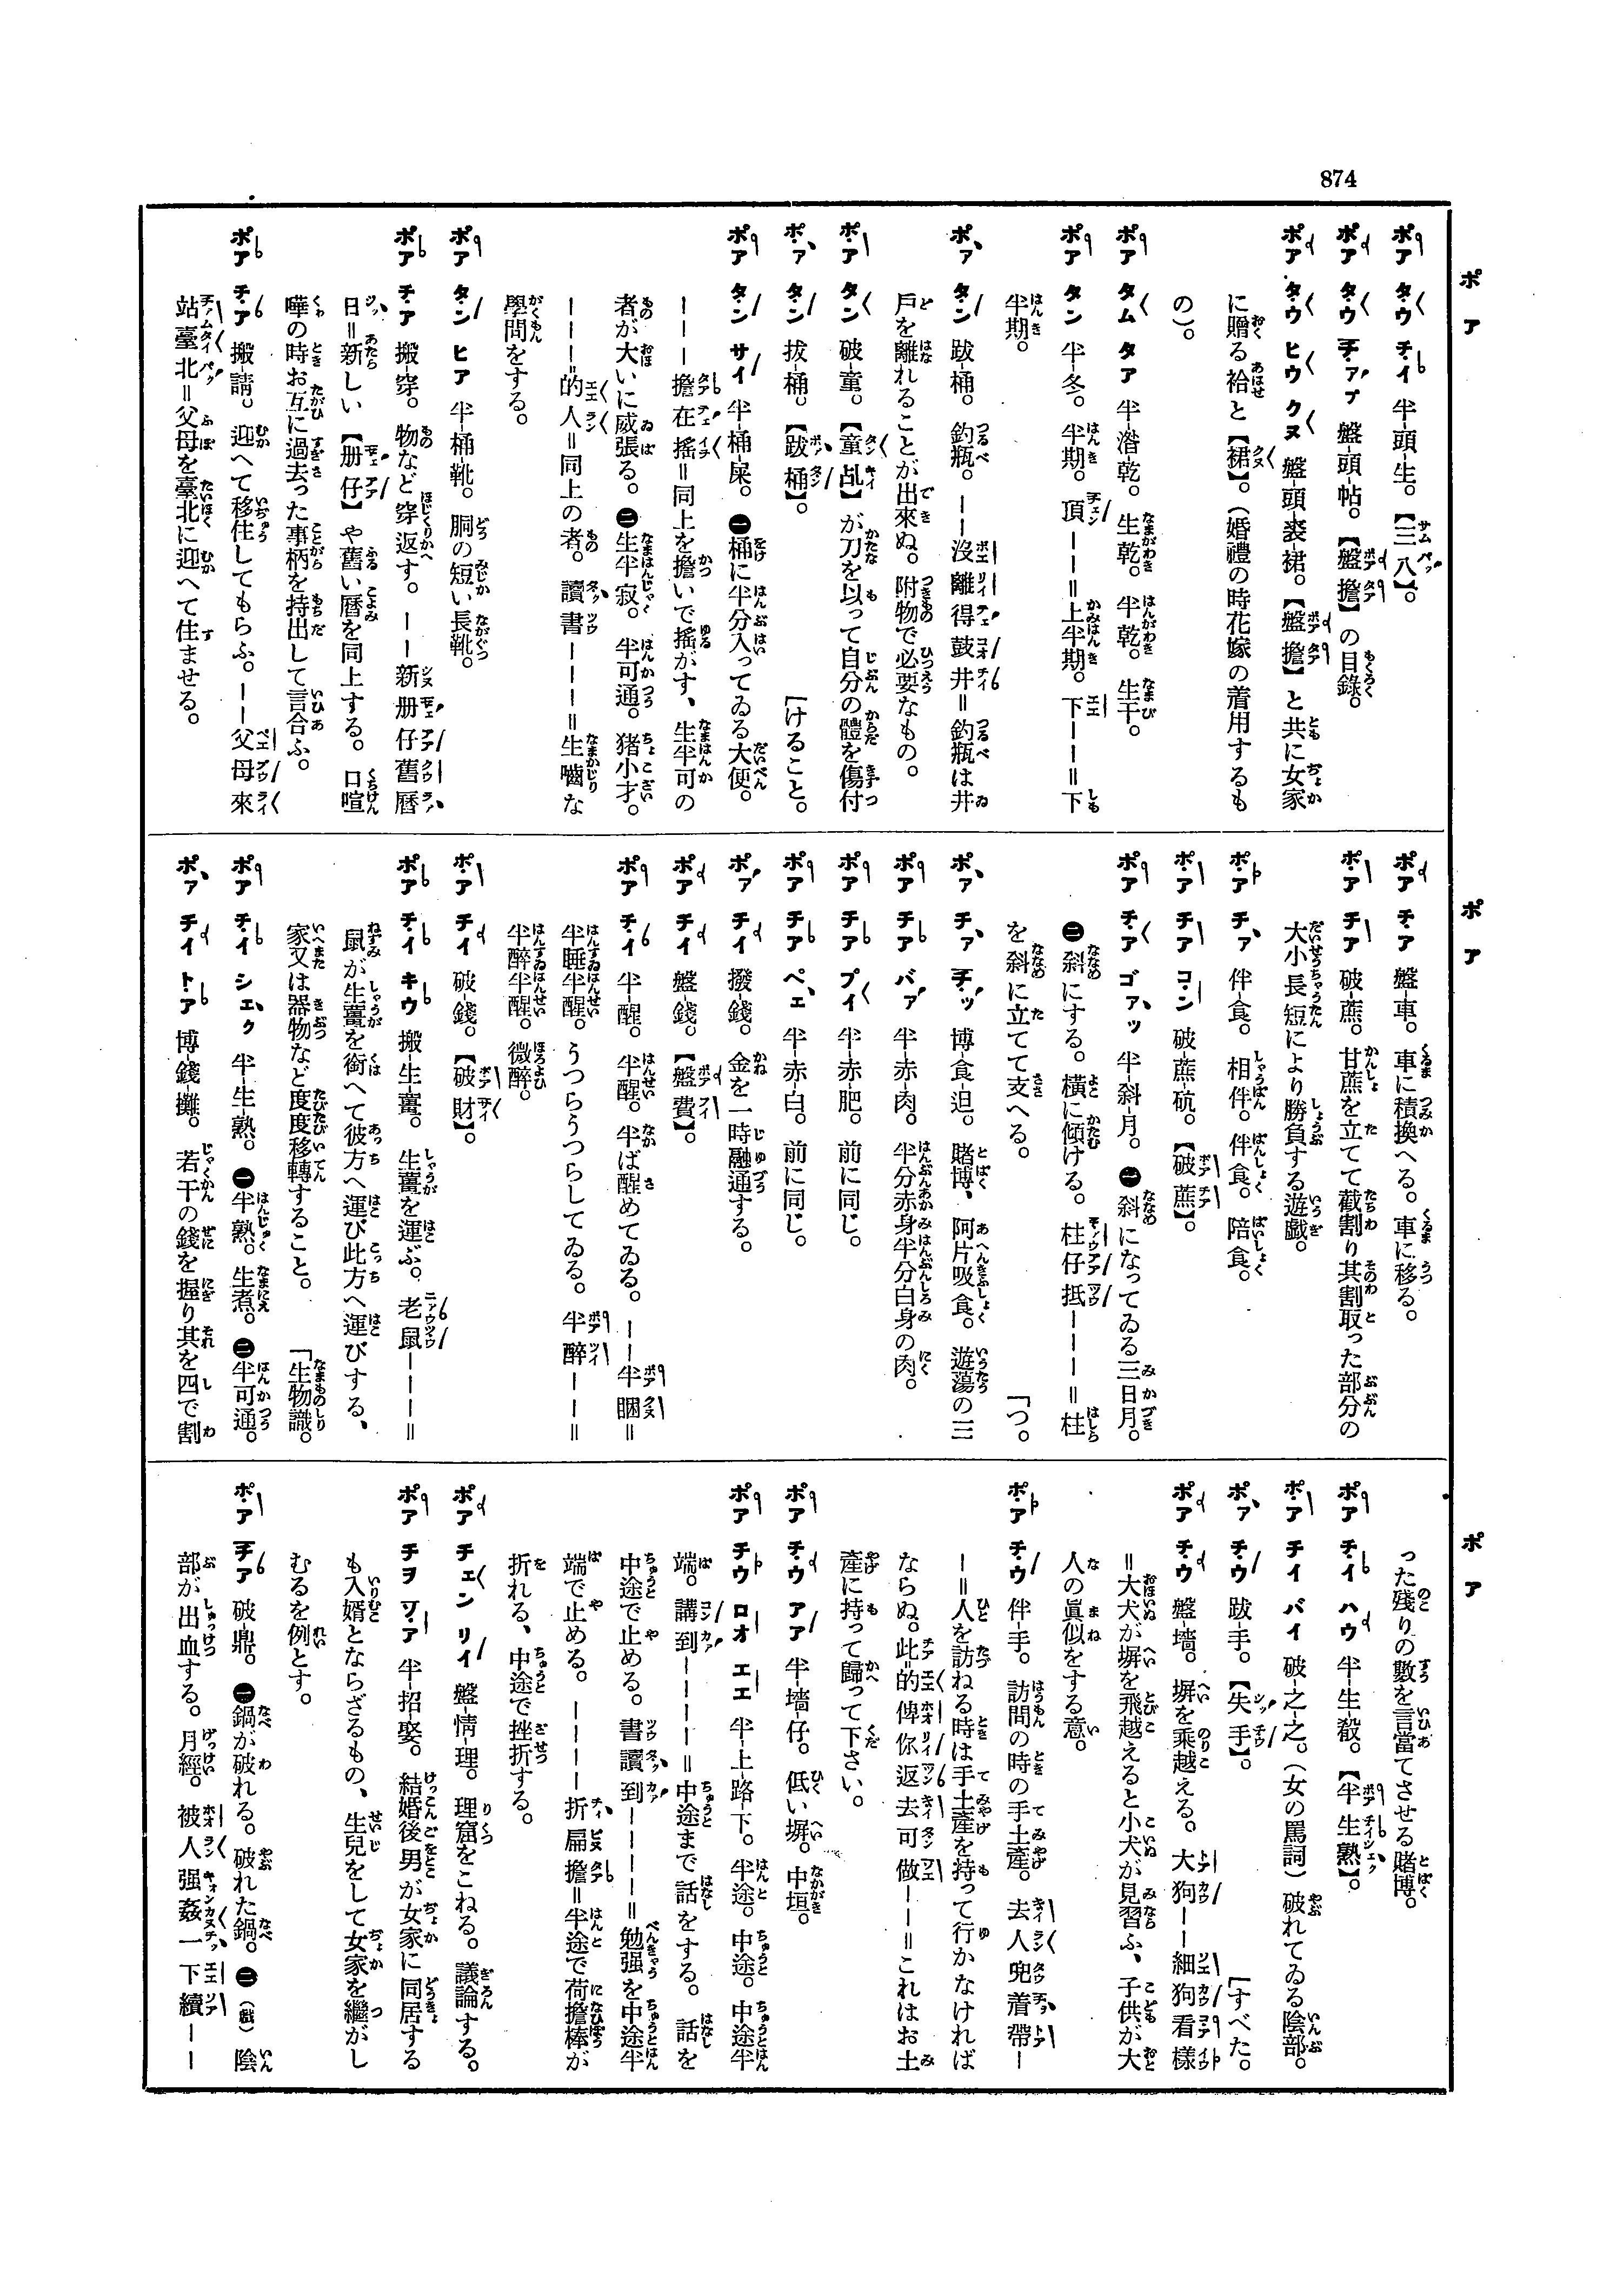 874
ポア
ポア タウ チイ 半-頭-生。【三八】。
ポア タウ チアプ 盤-頭-帖。【盤擔】の目錄。
ポア タウ ヒウ クヌ 盤-頭-裘-裙。【盤擔】と共に女家
に贈る袷と【裙】。(婚禮の時花嫁の着用するも
の)。
ポア タム タア 半-澘-乾。生乾。半乾。生干。
ポア タン 半-冬。半期。頂ーー=上半期。下ーー=下
半期。
ポァ タン 跋-桶。釣瓶。ーー沒離得鼓井=釣瓶は井
戶を離れることが出來ぬ。附物で必要なもの。
ポア タン 破-童。【童乩】が刀を以って自分の體を傷付
ポァ タン 拔-桶。【跋桶】。 [けること。
ポア タン サイ 半-桶-屎。㊀桶に半分入ってゐる大便。
ーーー擔在搖=同上を擔いで搖がす、生半可の
者が大いに威張る。㊁生半寂。半可通。猪小才。
ーーーー的人=同上の者。讀書ーーーー=生嚙な
學問をする。
ポア タン ヒア 半-桶-靴。胴の短い長靴。
ポア チア 搬-穿。物など穿返す。ーー新册仔舊曆
日=新しい【册仔】や舊い曆を同上する。口喧
嘩の時お互に過去った事柄を持出して言合ふ。
ポア チア 搬-請。迎へて移住してもらふ。ーー父母來
站臺北=父母を臺北に迎へて住ませる。
ポア
ポア チア 盤-車。車に積換へる。車に移る。
ポア チア 破-蔗。甘蔗を立てて截割り其割取った部分の
大小長短により勝負する遊戲。
ポア チァ 伴-食。相伴。伴食。陪食。
ポア チア コン 破-蔗-砊。【破蔗】。
ポア チア ゴァッ 半-斜-月。㊀斜になってゐる三日月。
㊁斜にする。橫に傾ける。柱仔抵ーーー=柱
を斜に立てて支へる。 「つ。
ポァ チァ チッ 博-食-𨑨。賭博、阿片吸食。遊蕩の三
ポア チア バァ 半-赤-肉。半分赤身半分白身の肉。
ポア チア プイ 半-赤-肥。前に同じ。
ポア チア ペェ 半-赤-白。前に同じ。
ポァ チイ 撥-錢。金を一時融通する。
ポア チイ 盤-錢。【盤費】。
ポア チイ 半-醒。半醒。半ば醒めてゐる。ーー半睏=
半睡半醒。うつらうつらしてゐる。半醉ーー=
半醉半醒。微醉。
ポア チイ 破-錢。【破財】。
ポア チイ キウ 搬-生-薑。生薑を運ぶ。老鼠ーーー=
鼠が生薑を銜へて彼方へ運び此方へ運びする、
家又は器物など度度移轉すること。 「生物識。
ポア チイ シェク 半-生-熟。㊀半熟。生煮。㊁半可通。
ポァ チイ トア 博-錢-攤。若干の錢を握り其を四で割
ポア
った殘りの數を言當てさせる賭博。
ポア チイ ハウ 半-生-殽。【半生熟】。
ポア チイ バイ 破-之-之。(女の罵詞)破れてゐる陰部。
ポァ チウ 跋-手。【失手】。 [すべた。
ポア チウ 盤-墻。塀を乘越える。大狗ーー細狗看樣
=大犬が塀を飛越えると小犬が見習ふ、子供が大
人の眞似をする意。
ポア チウ 伴-手。訪問の時の手土產。去人兜着帶ー
ー=人を訪ねる時は手土產を持って行かなければ
ならぬ。此的俾你返去可做ーー=これはお土
產に持って歸って下さい。
ポア チウ アア 半-墻-仔。低い塀。中垣。
ポア チウ ロオ エエ 半-上-路-下。半途。中途。中途半
端。講到ーーーー=中途まで話をする。話を
中途で止める。書讀到ーーーー=勉强を中途半
端で止める。ーーーー折扁擔=半途で荷擔棒が
折れる、中途で挫折する。
ポア チェン リイ 盤-情-理。理窟をこねる。議論する。
ポア チヲ ヲア 半-招-娶。結婚後男が女家に同居する
も入婿とならざるもの、生兒をして女家を繼がし
むるを例とす。
ポア チア 破-鼎。㊀鍋が破れる。破れた鍋。㊁(戲)陰
部が出血する。月經。被人强姦一下續ーー